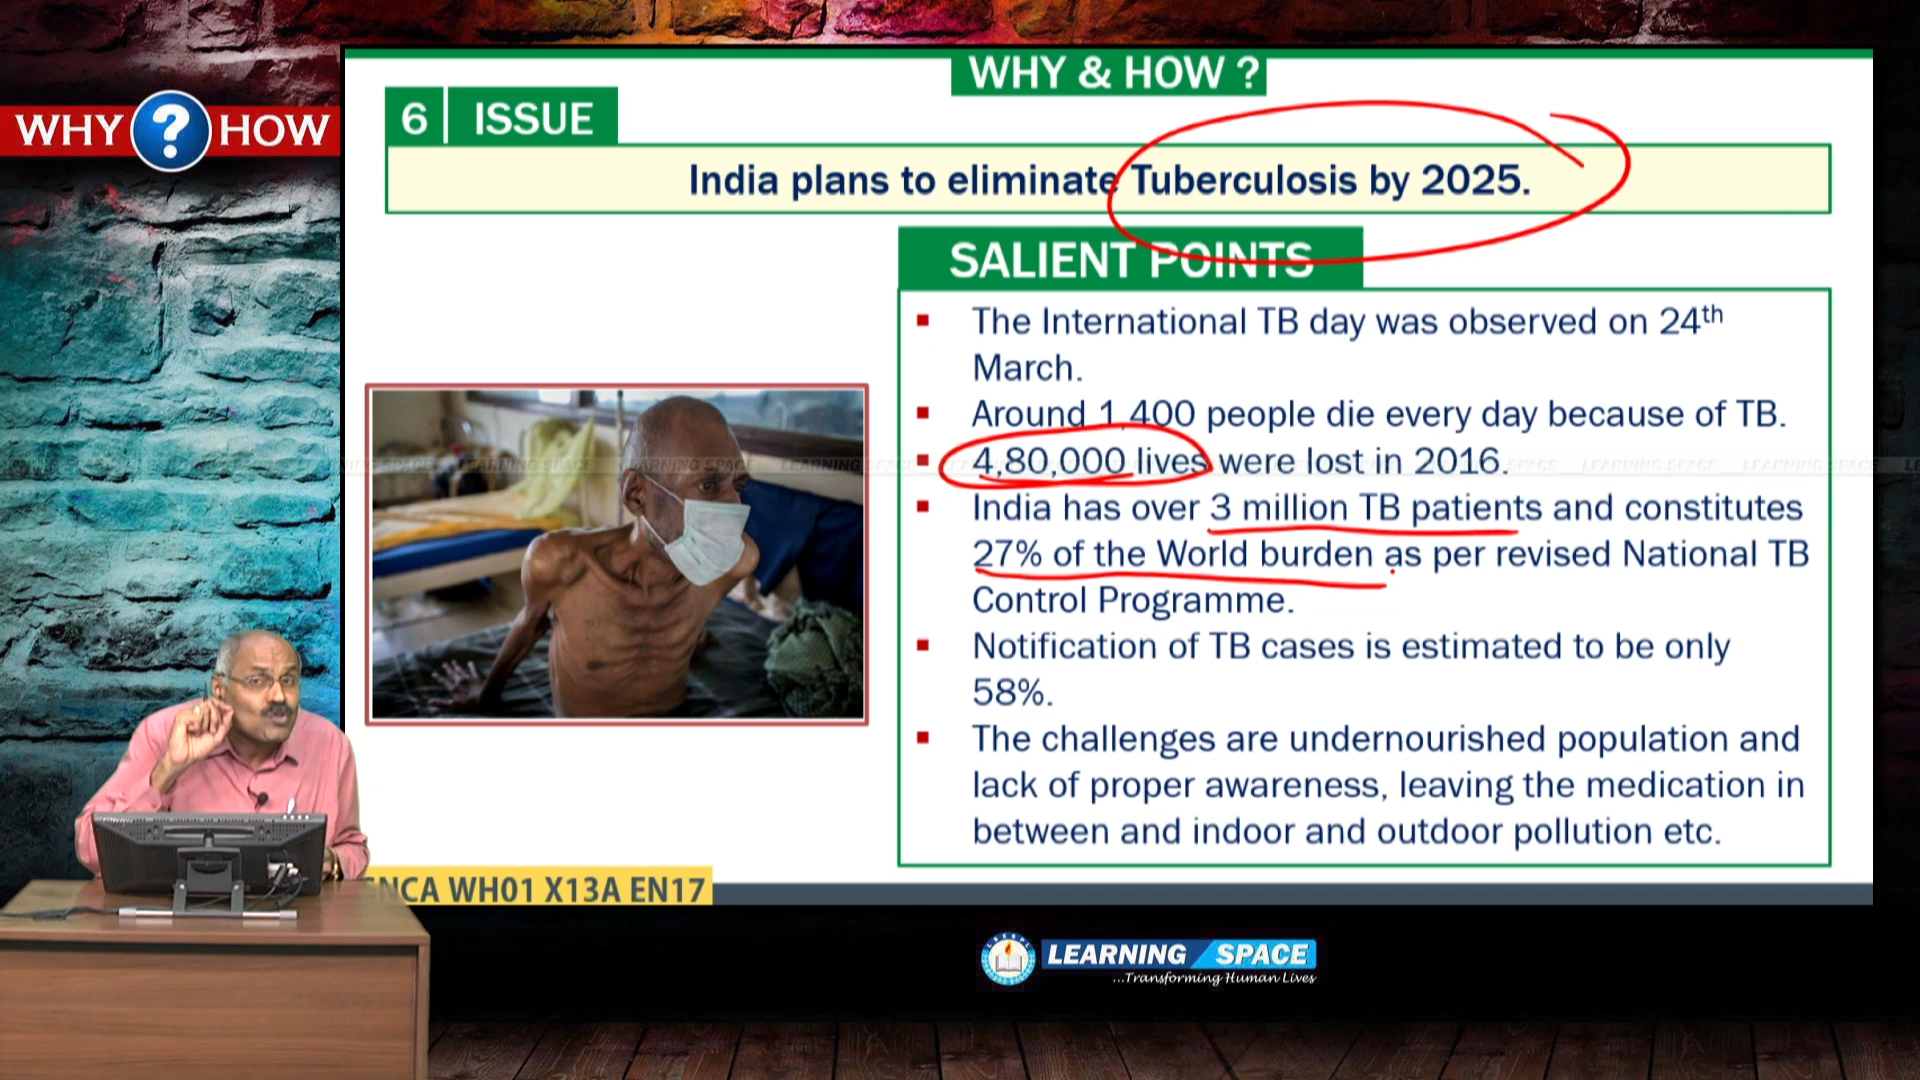 WHY & HOW ?
WHY ? HOW
6 ISSUE
India plans to eliminate Tuberculosis by 2025.
SALIENT POINTS
The International TB day was observed on 24th
March.
Around 1,400 people die every day because of TB.
4,80,000 lives were lost in 2016.
India has over 3 million TB patients and constitutes
27% of the World burden as per revised National TB
Control Programme.
Notification of TB cases is estimated to be only
58%.
The challenges are undernourished population and
lack of proper awareness, leaving the medication in
between and indoor and outdoor pollution etc.
NCA WH01 X13A EN17
LEARNING SPACE
...Transforming Human Lives